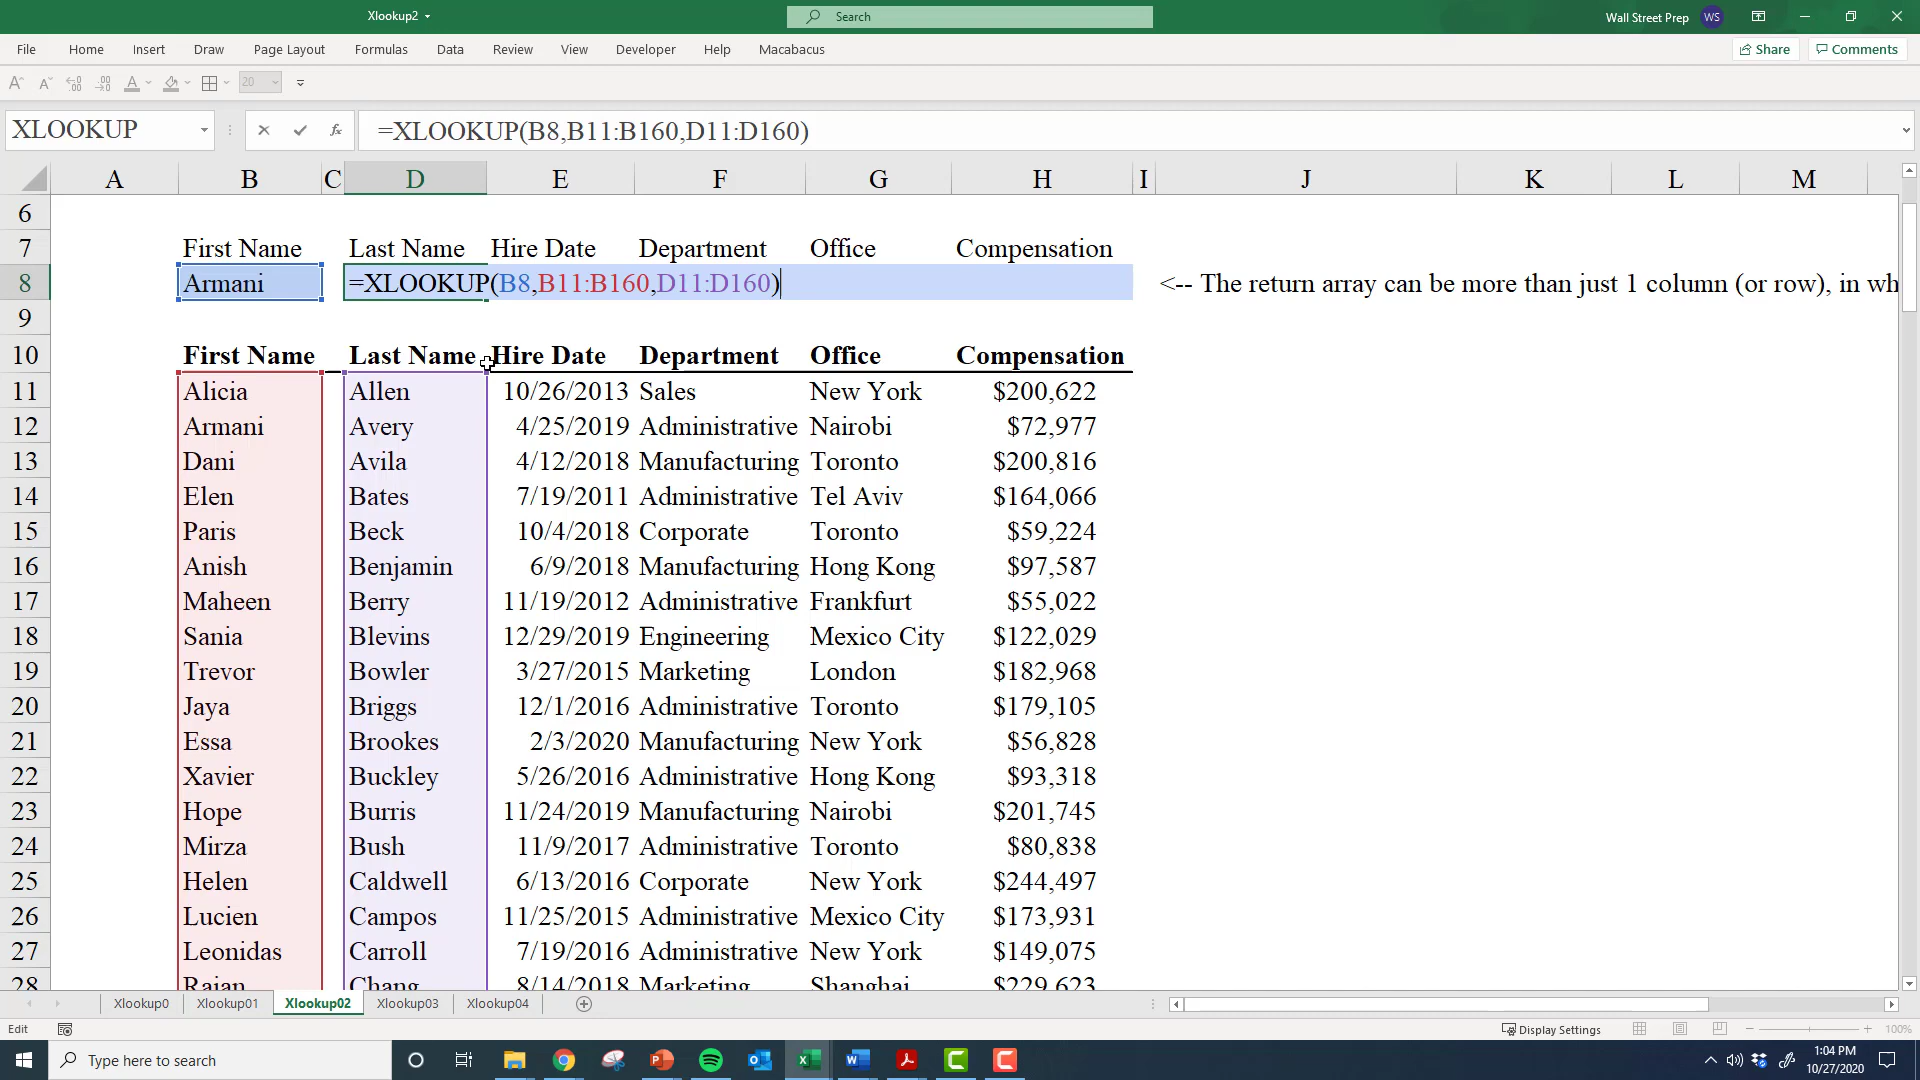 Xlookup2
Search
Wall Street Prep WS
File Home Insert Draw Page Layout Formulas Data Review View Developer Help Macabacus Share Comments
20
XLOOKUP =XLOOKUP(B8,B11:B160,D11:D160)
A B C D E F G H I J K L M
6
7 First Name Last Name Hire Date Department Office Compensation
8 Armani =XLOOKUP(B8,B11:B160,D11:D160) <-- The return array can be more than just 1 column (or row), in wh
9
10 First Name Last Name Hire Date Department Office Compensation
11 Alicia Allen 10/26/2013 Sales New York $200,622
12 Armani Avery 4/25/2019 Administrative Nairobi $72,977
13 Dani Avila 4/12/2018 Manufacturing Toronto $200,816
14 Elen Bates 7/19/2011 Administrative Tel Aviv $164,066
15 Paris Beck 10/4/2018 Corporate Toronto $59,224
16 Anish Benjamin 6/9/2018 Manufacturing Hong Kong $97,587
17 Maheen Berry 11/19/2012 Administrative Frankfurt $55,022
18 Sania Blevins 12/29/2019 Engineering Mexico City $122,029
19 Trevor Bowler 3/27/2015 Marketing London $182,968
20 Jaya Briggs 12/1/2016 Administrative Toronto $179,105
21 Essa Brookes 2/3/2020 Manufacturing New York $56,828
22 Xavier Buckley 5/26/2016 Administrative Hong Kong $93,318
23 Hope Burris 11/24/2019 Manufacturing Nairobi $201,745
24 Mirza Bush 11/9/2017 Administrative Toronto $80,838
25 Helen Caldwell 6/13/2016 Corporate New York $244,497
26 Lucien Campos 11/25/2015 Administrative Mexico City $173,931
27 Leonidas Carroll 7/19/2016 Administrative New York $149,075
28 Rajan Chang 8/14/2018 Marketing Shanghai $229,623
Xlookup0 Xlookup01 Xlookup02 Xlookup03 Xlookup04
Edit Display Settings 100%
Type here to search
1:04 PM
10/27/2020